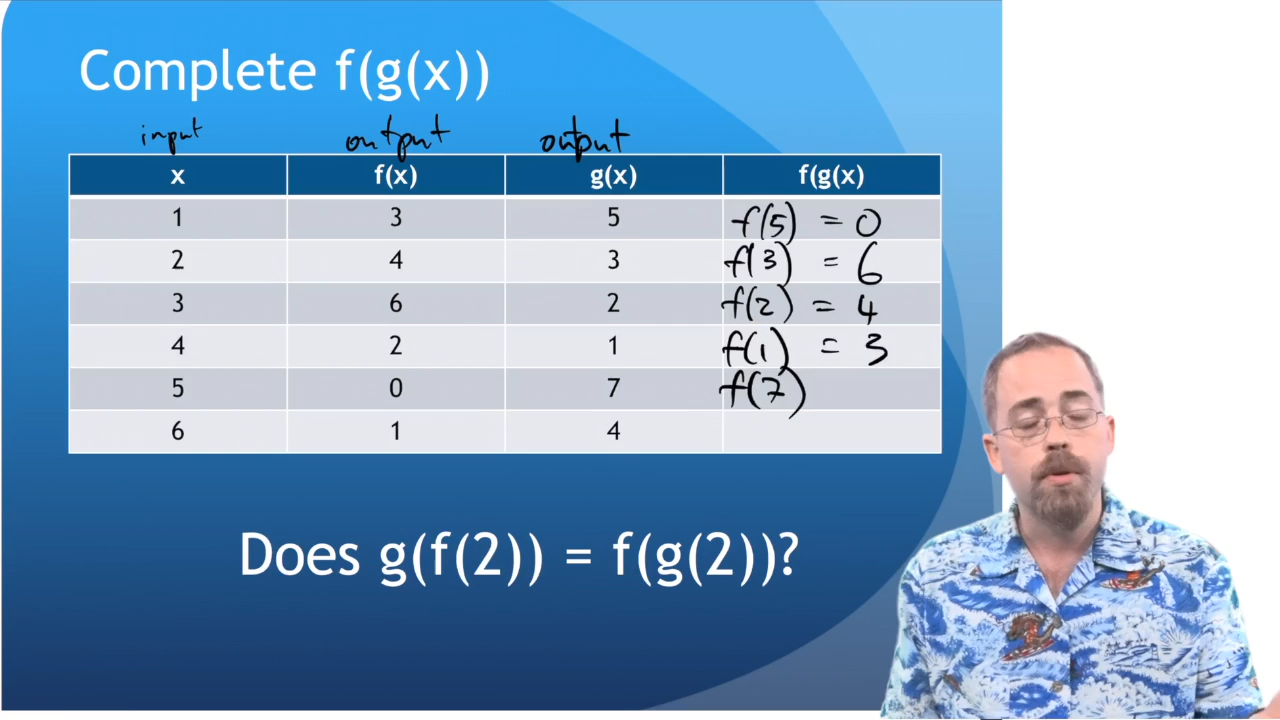 Complete f(g(x))
input output output
x f(x) g(x) f(g(x)
1 3 5 f(5) = 0
2 4 3 f(3) = 6
3 6 2 f(2) = 4
4 2 1 f(1) = 3
5 0 7 f(7)
6 1 4
Does g(f(2)) = f(g(2))?